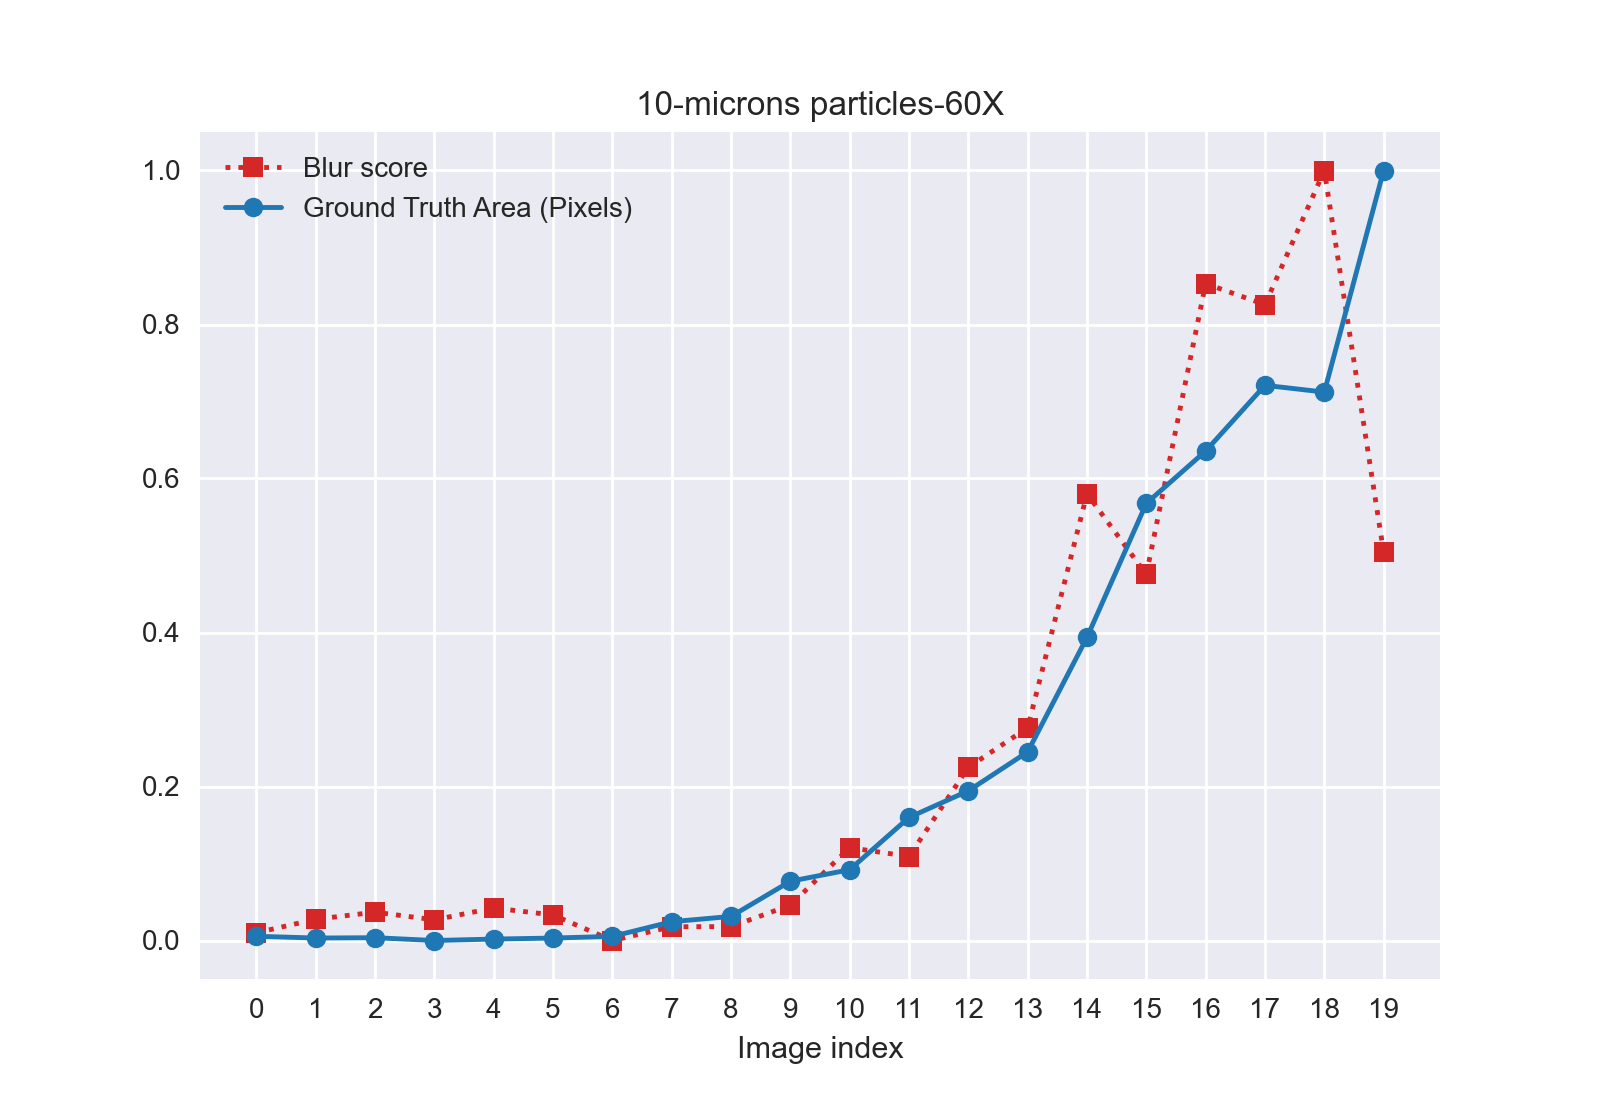 10-microns particles-60X
Blur score
Ground Truth Area (Pixels)
1.0
0.8
0.6
0.4
0.2
0.0
0 1 2 3 4 5 6 7 8 9 10 11 12 13 14 15 16 17 18 19
Image index